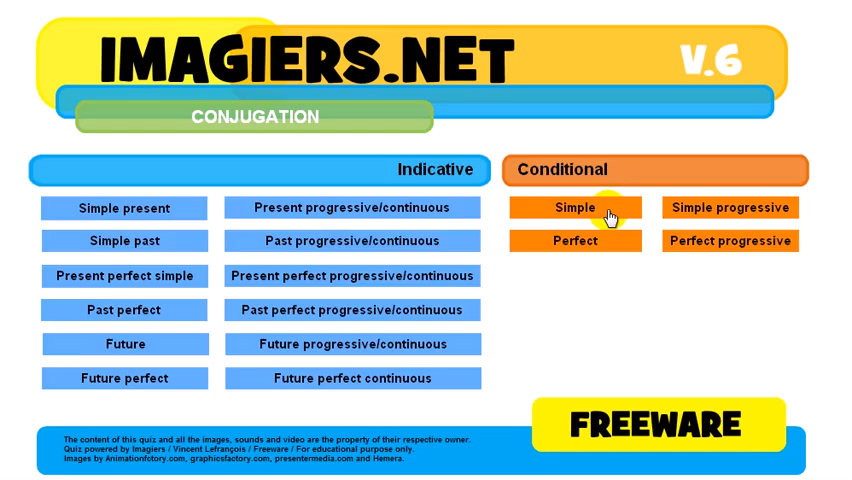 IMAGIERS.NET
V.6
CONJUGATION
Indicative
Conditional
Simple present
Present progressive/continuous
Simple
Simple progressive
Simple past
Past progressive/continuous
Perfect
Perfect progressive
Present perfect simple
Present perfect progressive/continuous
Past perfect
Past perfect progressive/continuous
Future
Future progressive/continuous
Future perfect
Future perfect continuous
FREEWARE
The content of this quiz and all the images, sounds and video are the property of their respective owner.
Quiz powered by Imagiers / Vincent Lefrançois / Freeware / For educational purpose only.
Images by Animationfotory.com, graphicsfactory.com, presentermedia.com and Hemera.